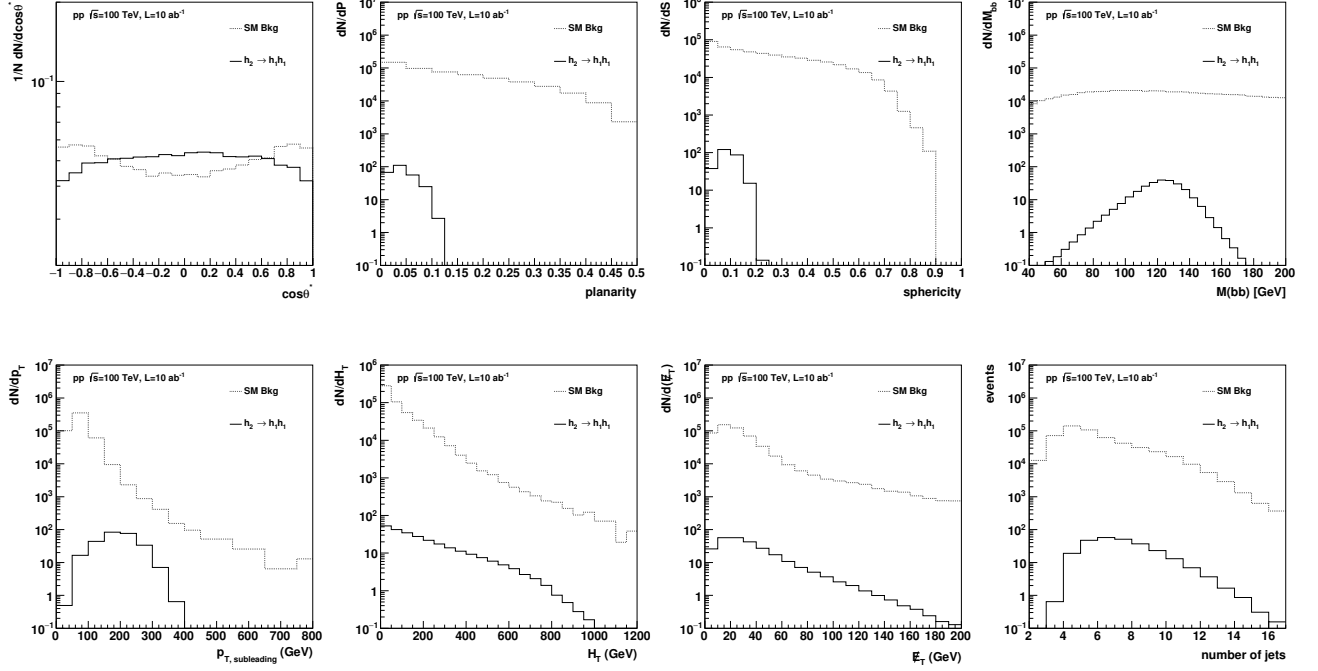 1/N dN/dcosθ*
10⁻¹
pp √s=100 TeV, L=10 ab⁻¹
SM Bkg
h₂ → h₁h₁
−1 −0.8 −0.6 −0.4 −0.2 0 0.2 0.4 0.6 0.8 1
cosθ*
dN/dP
10⁷
10⁶
10⁵
10⁴
10³
10²
10
1
10⁻¹
pp √s=100 TeV, L=10 ab⁻¹
SM Bkg
h₂ → h₁h₁
0 0.05 0.1 0.15 0.2 0.25 0.3 0.35 0.4 0.45 0.5
planarity
dN/dS
10⁶
10⁵
10⁴
10³
10²
10
1
10⁻¹
pp √s=100 TeV, L=10 ab⁻¹
SM Bkg
h₂ → h₁h₁
0 0.1 0.2 0.3 0.4 0.5 0.6 0.7 0.8 0.9 1
sphericity
dN/dM_bb
10⁷
10⁶
10⁵
10⁴
10³
10²
10
1
10⁻¹
pp √s=100 TeV, L=10 ab⁻¹
SM Bkg
h₂ → h₁h₁
40 60 80 100 120 140 160 180 200
M(bb) [GeV]
dN/dp_T
10⁷
10⁶
10⁵
10⁴
10³
10²
10
1
10⁻¹
pp √s=100 TeV, L=10 ab⁻¹
SM Bkg
h₂ → h₁h₁
0 100 200 300 400 500 600 700 800
p_T, subleading (GeV)
dN/dH_T
10⁶
10⁵
10⁴
10³
10²
10
1
10⁻¹
pp √s=100 TeV, L=10 ab⁻¹
SM Bkg
h₂ → h₁h₁
0 200 400 600 800 1000 1200
H_T (GeV)
dN/d(E̸_T)
10⁷
10⁶
10⁵
10⁴
10³
10²
10
1
10⁻¹
pp √s=100 TeV, L=10 ab⁻¹
SM Bkg
h₂ → h₁h₁
0 20 40 60 80 100 120 140 160 180 200
E̸_T (GeV)
events
10⁷
10⁶
10⁵
10⁴
10³
10²
10
1
10⁻¹
pp √s=100 TeV, L=10 ab⁻¹
SM Bkg
h₂ → h₁h₁
2 4 6 8 10 12 14 16
number of jets